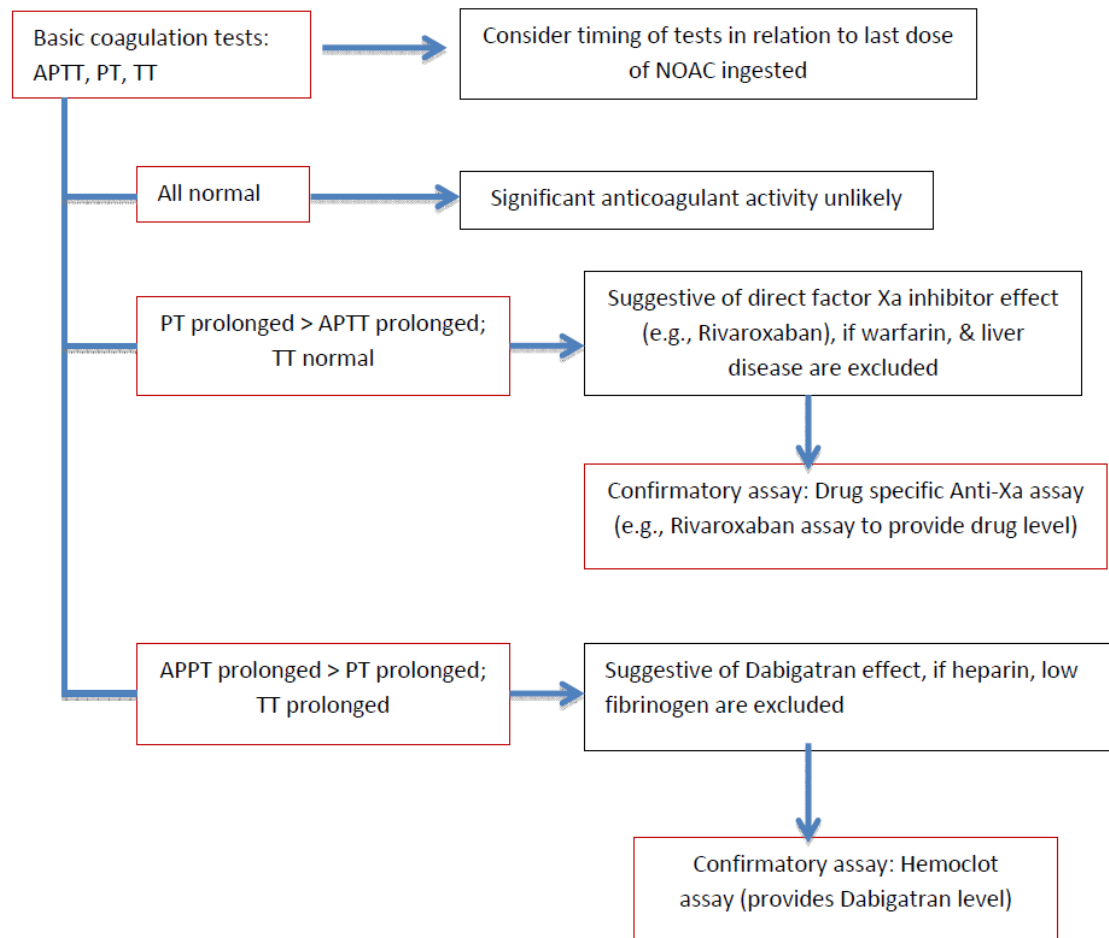 Basic coagulation tests:
APTT, PT, TT
Consider timing of tests in relation to last dose
of NOAC ingested
All normal
Significant anticoagulant activity unlikely
PT prolonged > APTT prolonged;
TT normal
Suggestive of direct factor Xa inhibitor effect
(e.g., Rivaroxaban), if warfarin, & liver
disease are excluded
Confirmatory assay: Drug specific Anti-Xa assay
(e.g., Rivaroxaban assay to provide drug level)
APPT prolonged > PT prolonged;
TT prolonged
Suggestive of Dabigatran effect, if heparin, low
fibrinogen are excluded
Confirmatory assay: Hemoclot
assay (provides Dabigatran level)